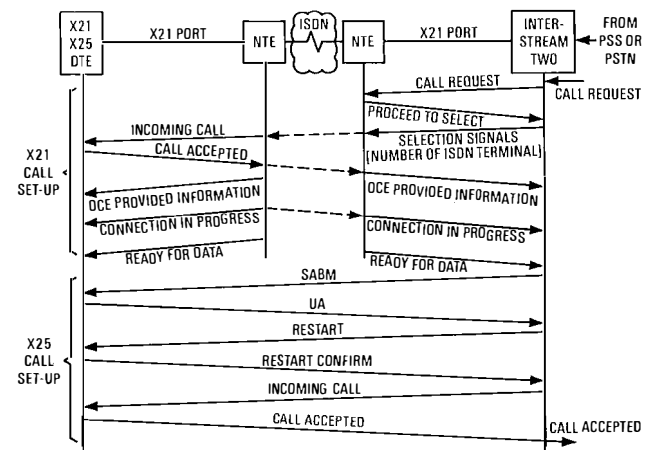 X21
X25
DTE
X21 PORT
NTE
ISDN
NTE
X21 PORT
INTER-
STREAM
TWO
FROM
PSS OR
PSTN
CALL REQUEST
CALL REQUEST
PROCEED TO SELECT
INCOMING CALL
SELECTION SIGNALS
(NUMBER OF ISDN TERMINAL)
CALL ACCEPTED
X21
CALL
SET-UP
DCE PROVIDED INFORMATION
DCE PROVIDED INFORMATION
CONNECTION IN PROGRESS
CONNECTION IN PROGRESS
READY FOR DATA
READY FOR DATA
SABM
UA
RESTART
X25
CALL
SET-UP
RESTART CONFIRM
INCOMING CALL
CALL ACCEPTED
CALL ACCEPTED